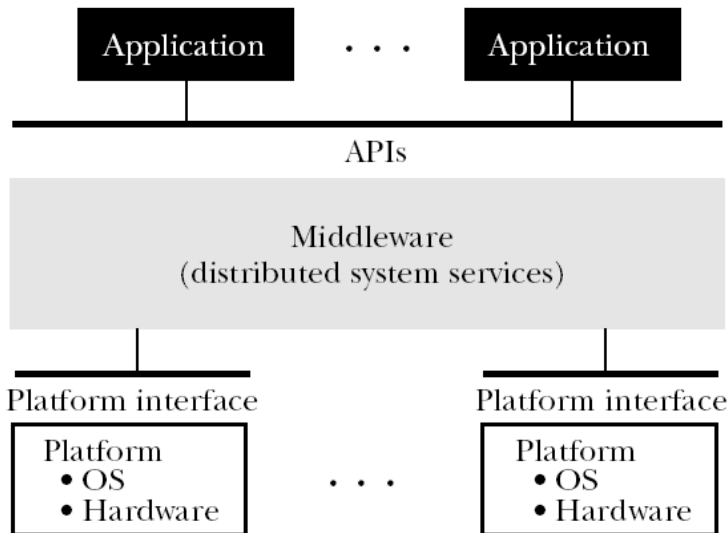 Application . . . Application
APIs
Middleware
(distributed system services)
Platform interface Platform interface
Platform Platform
• OS • OS
. . .
• Hardware • Hardware